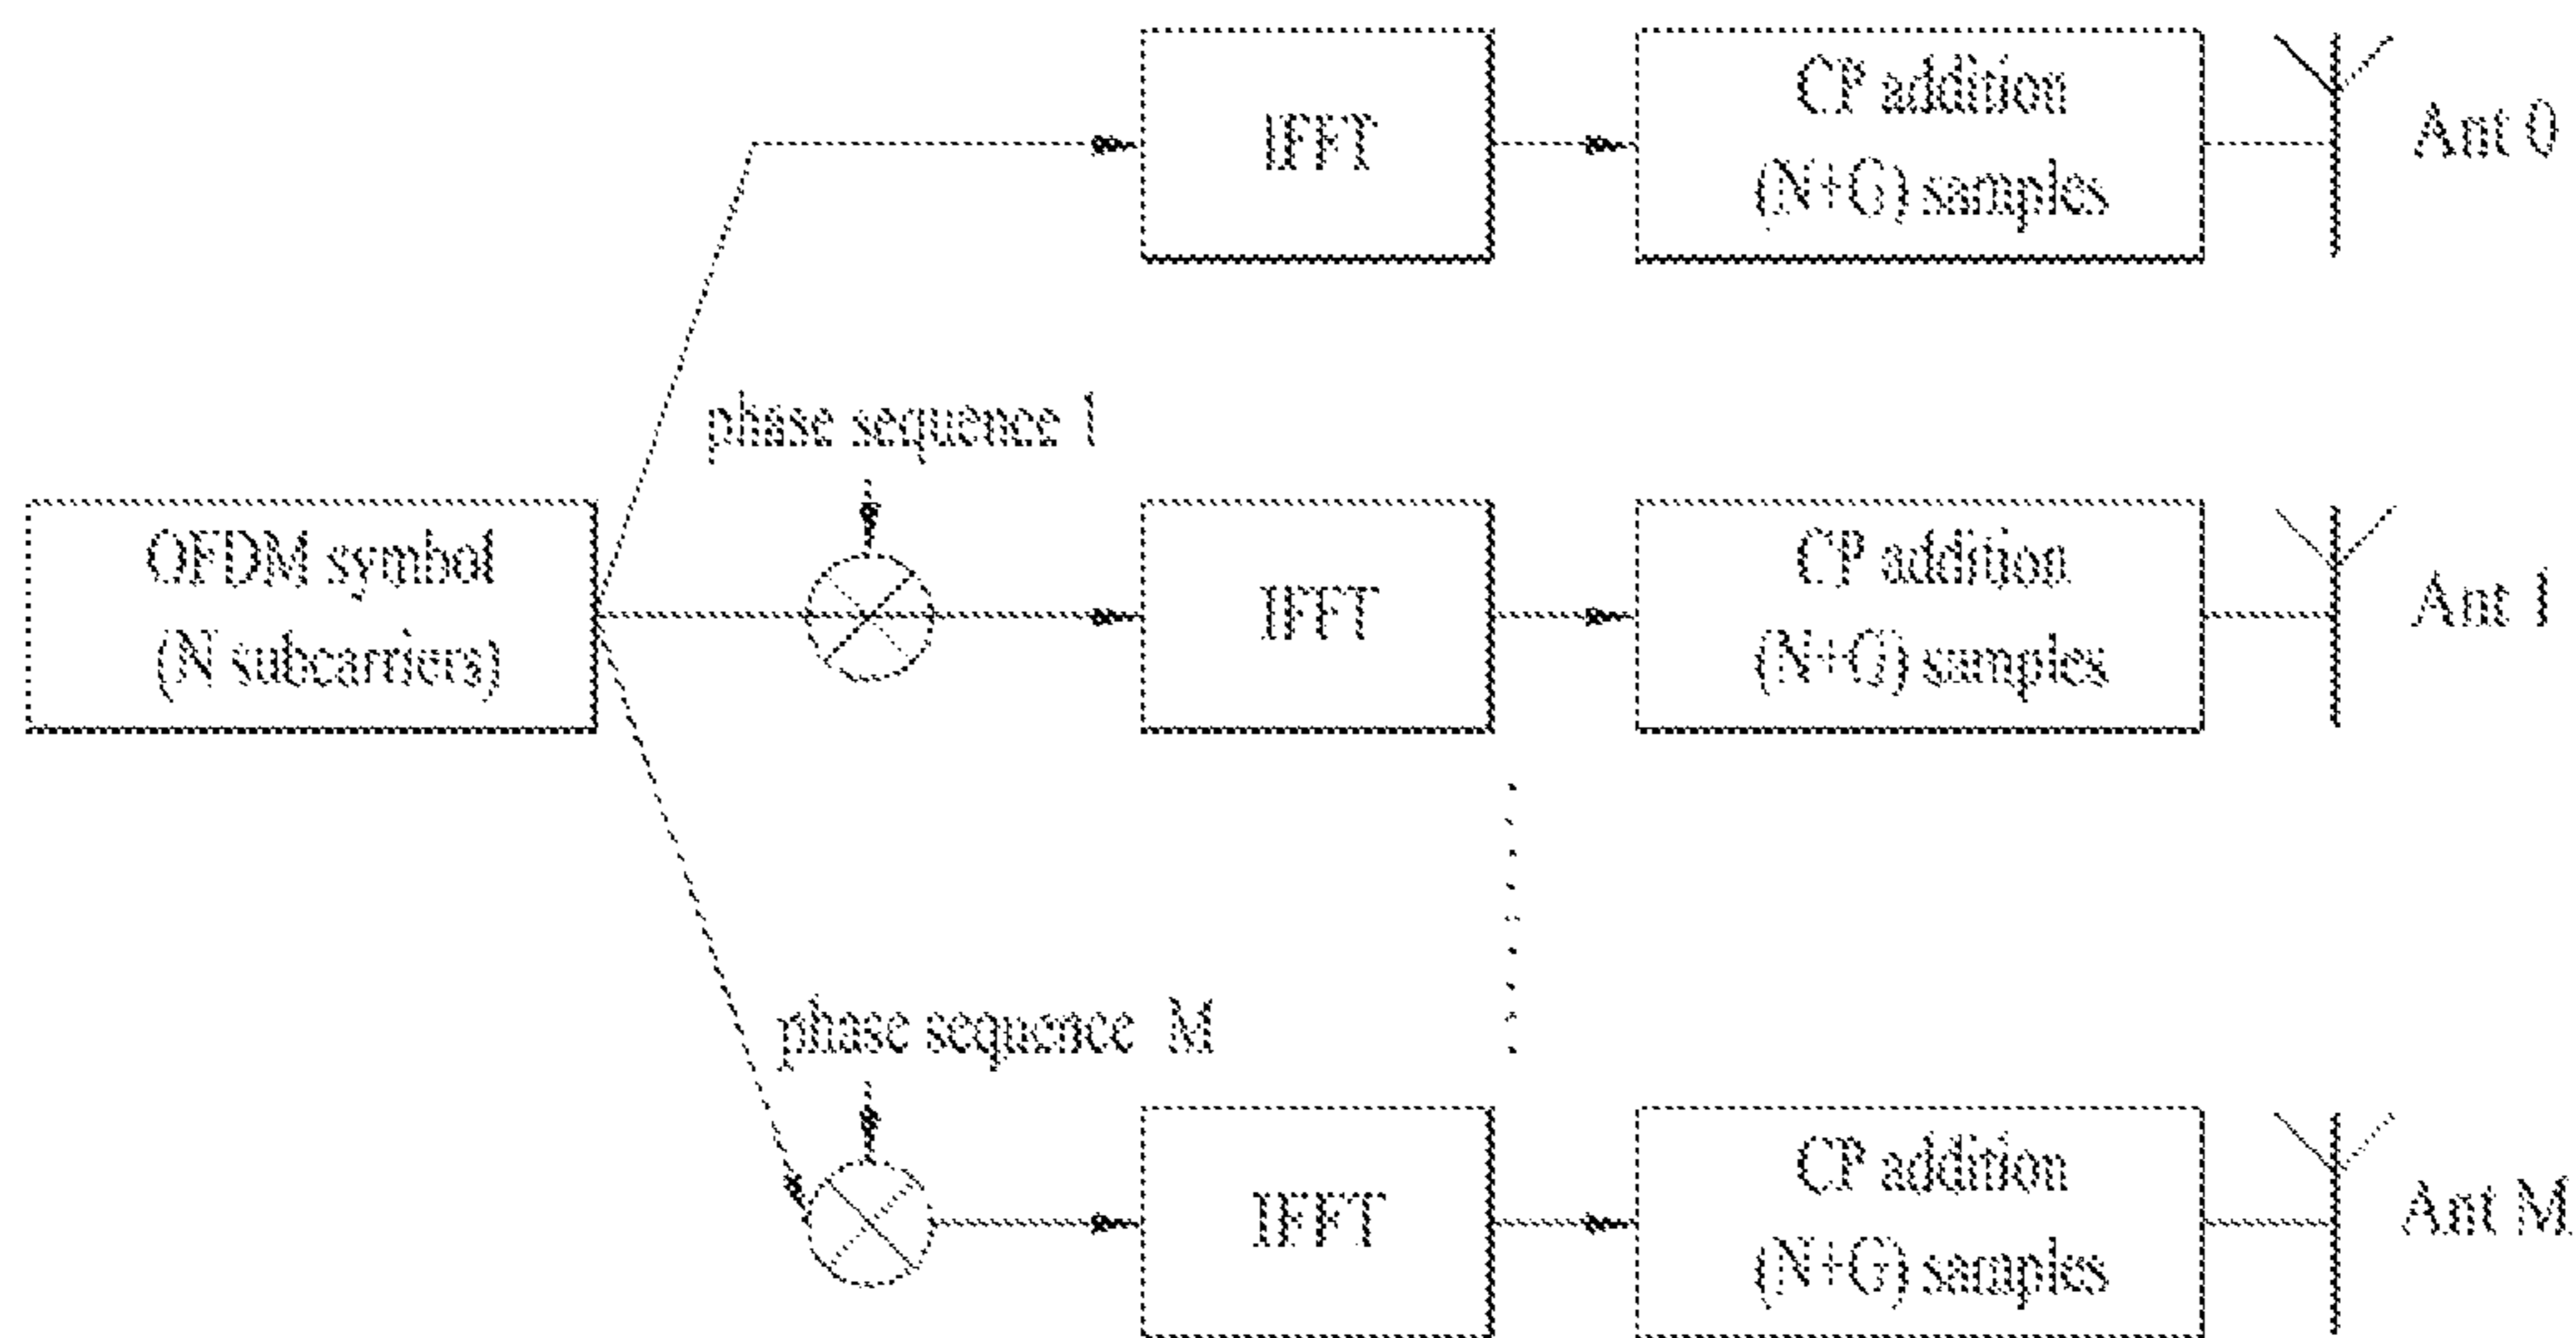 IFFT
CP addition
(N+G) samples
Ant 0
phase sequence 1
OFDM symbol
(N subcarriers)
IFFT
CP addition
(N+G) samples
Ant 1
phase sequence M
IFFT
CP addition
(N+G) samples
Ant M